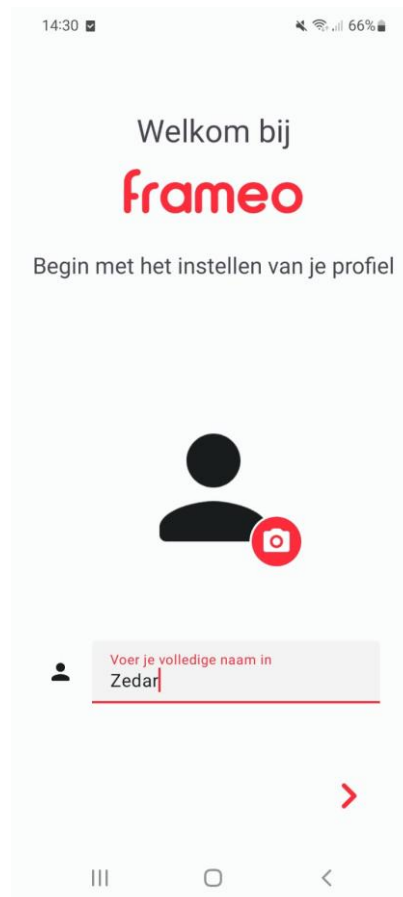 14:30 66%
Welkom bij
frameo
Begin met het instellen van je profiel
Voer je volledige naam in
Zedar